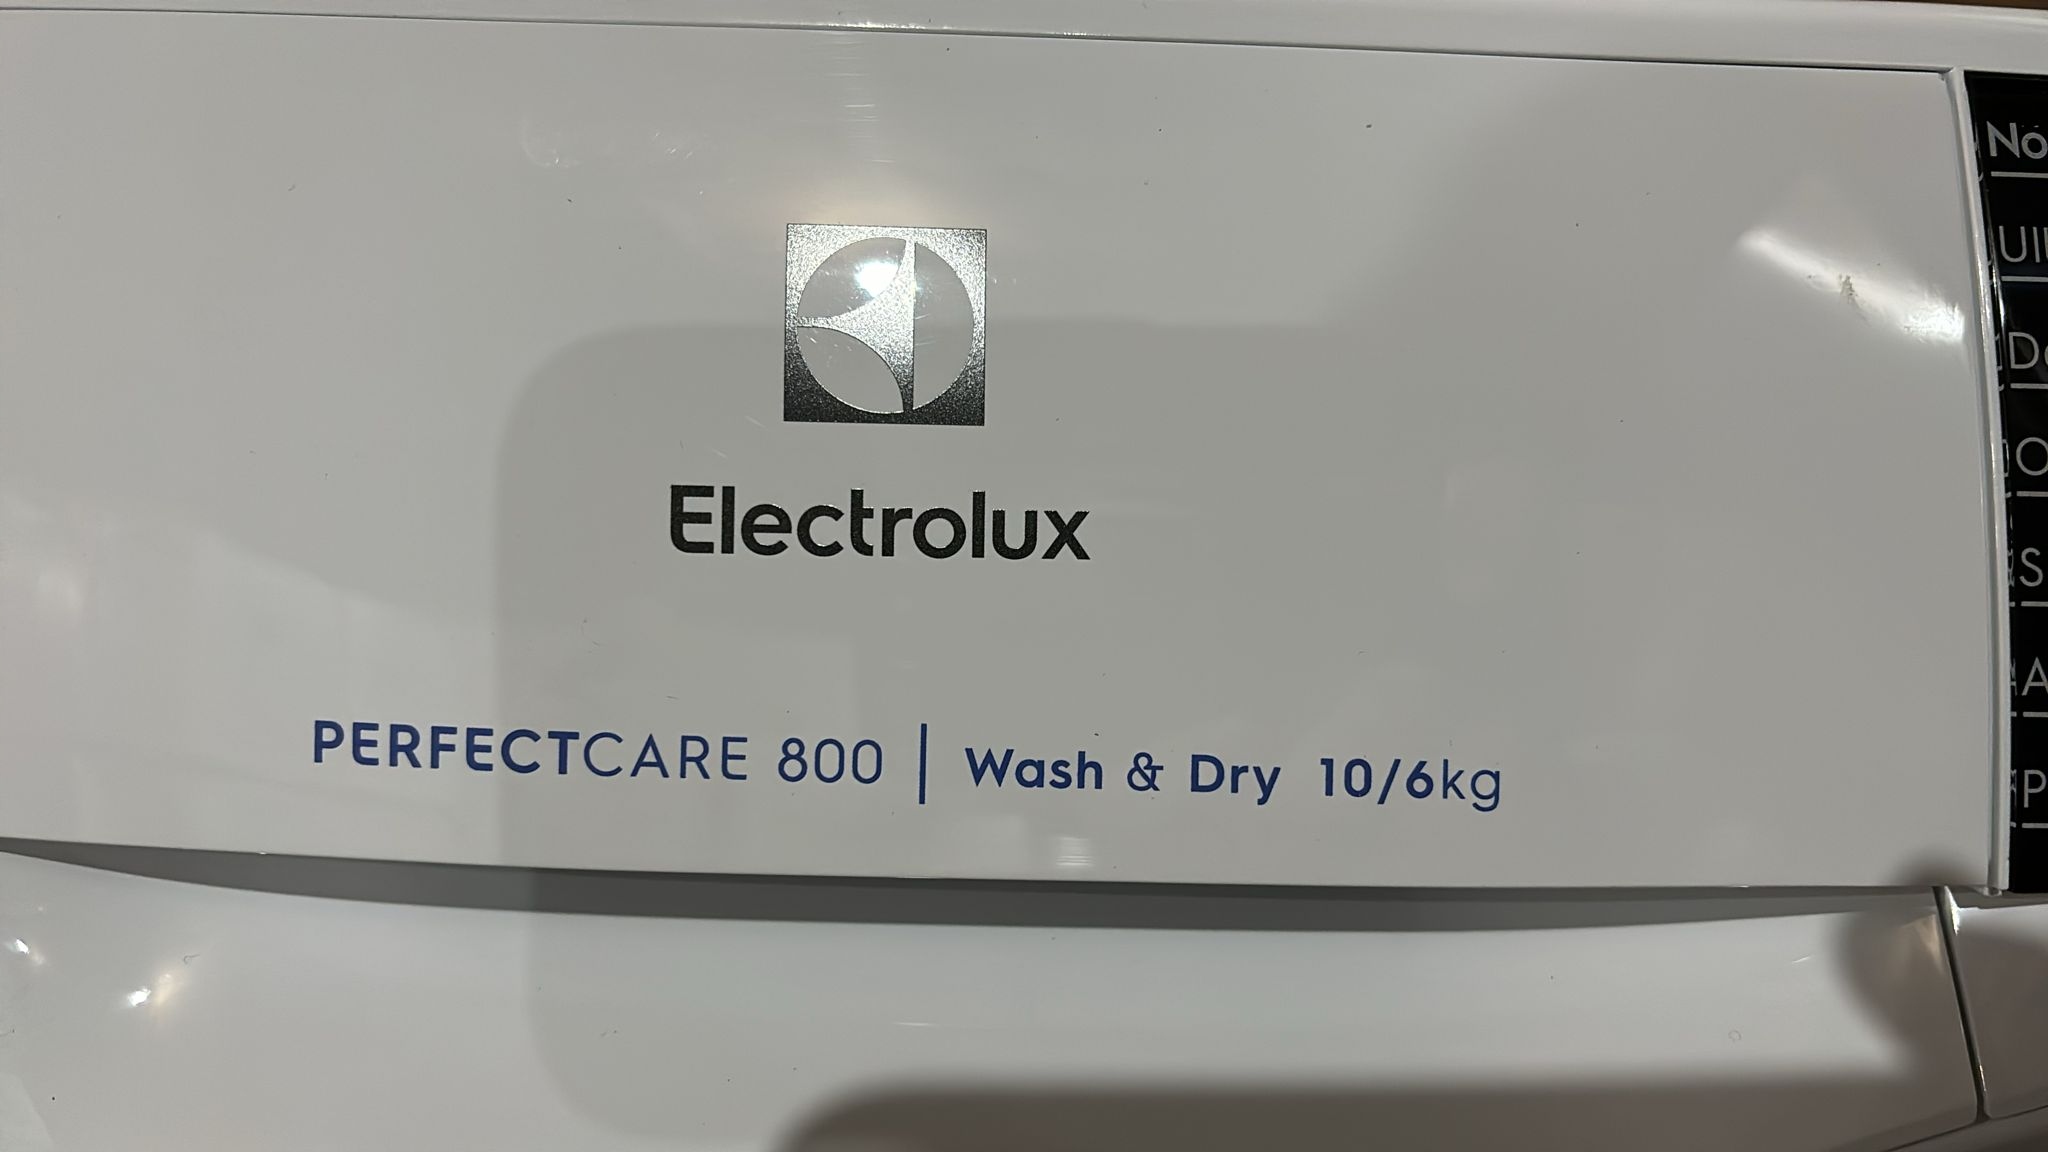 Electrolux
PERFECTCARE 800 | Wash & Dry 10/6kg